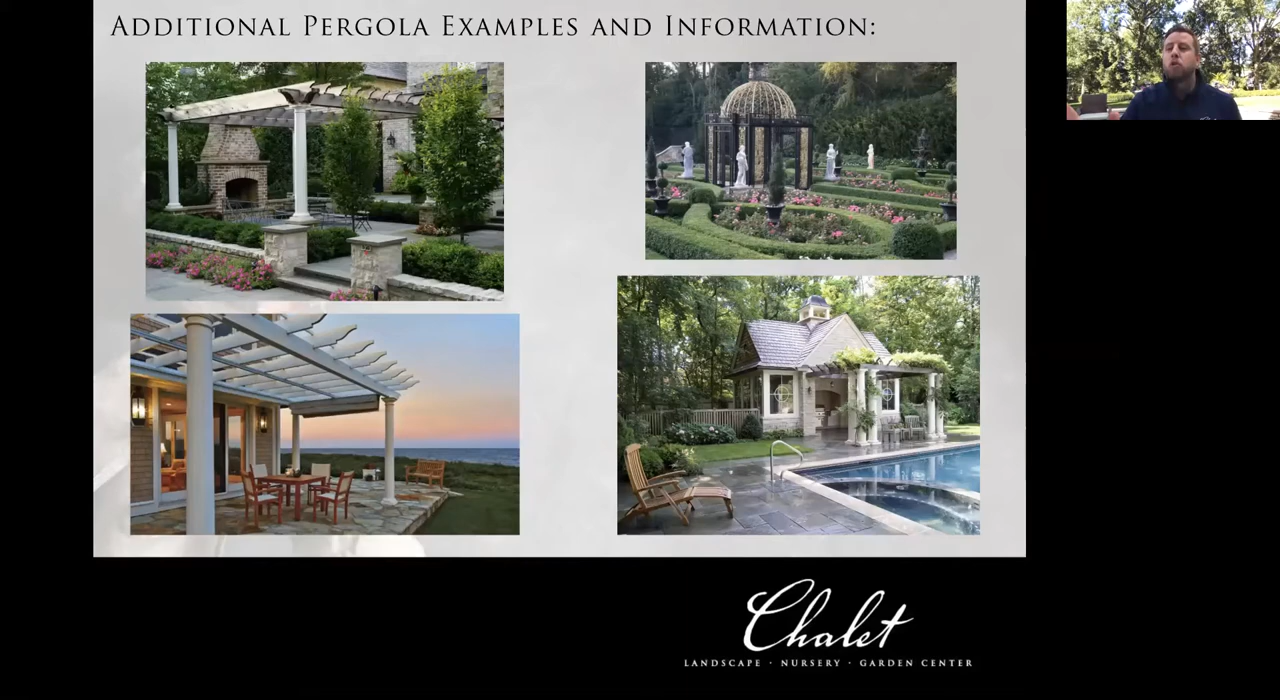 Additional Pergola Examples and Information:
Chalet
LANDSCAPE · NURSERY · GARDEN CENTER